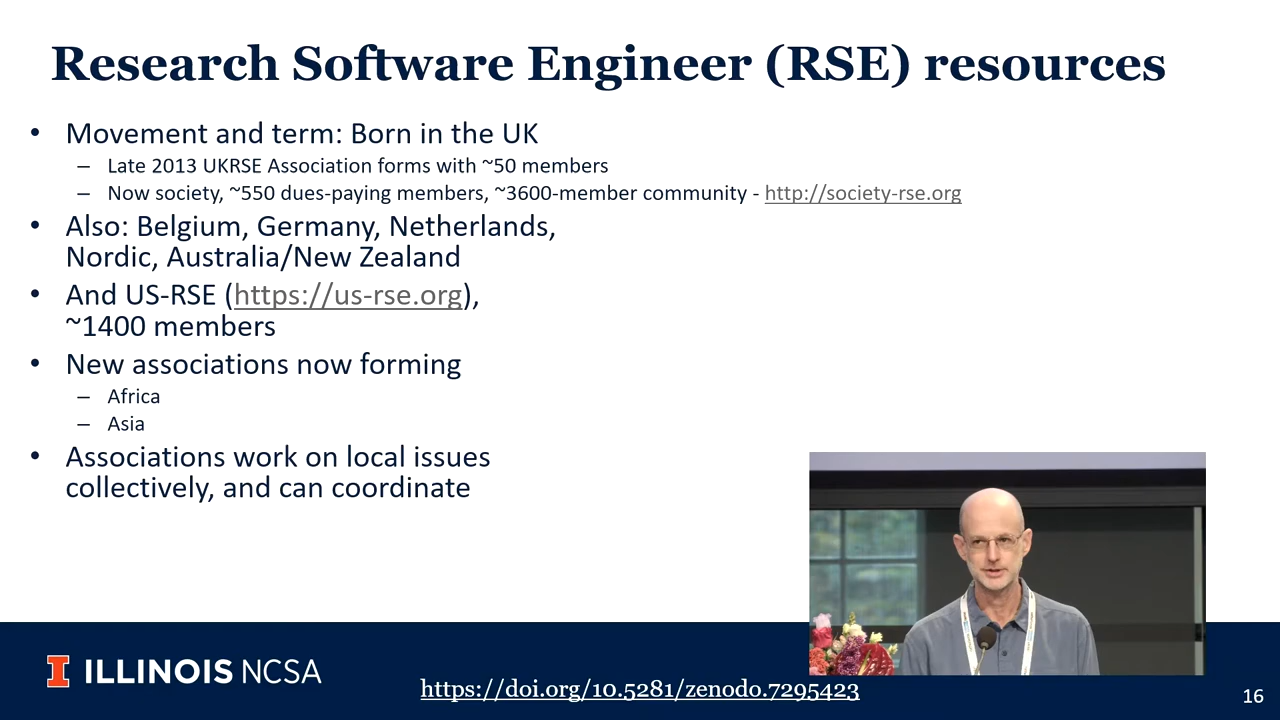 Research Software Engineer (RSE) resources
• Movement and term: Born in the UK
– Late 2013 UKRSE Association forms with ~50 members
– Now society, ~550 dues-paying members, ~3600-member community - http://society-rse.org
• Also: Belgium, Germany, Netherlands,
Nordic, Australia/New Zealand
• And US-RSE (https://us-rse.org),
~1400 members
• New associations now forming
– Africa
– Asia
• Associations work on local issues
collectively, and can coordinate
I ILLINOIS NCSA
https://doi.org/10.5281/zenodo.7295423
16